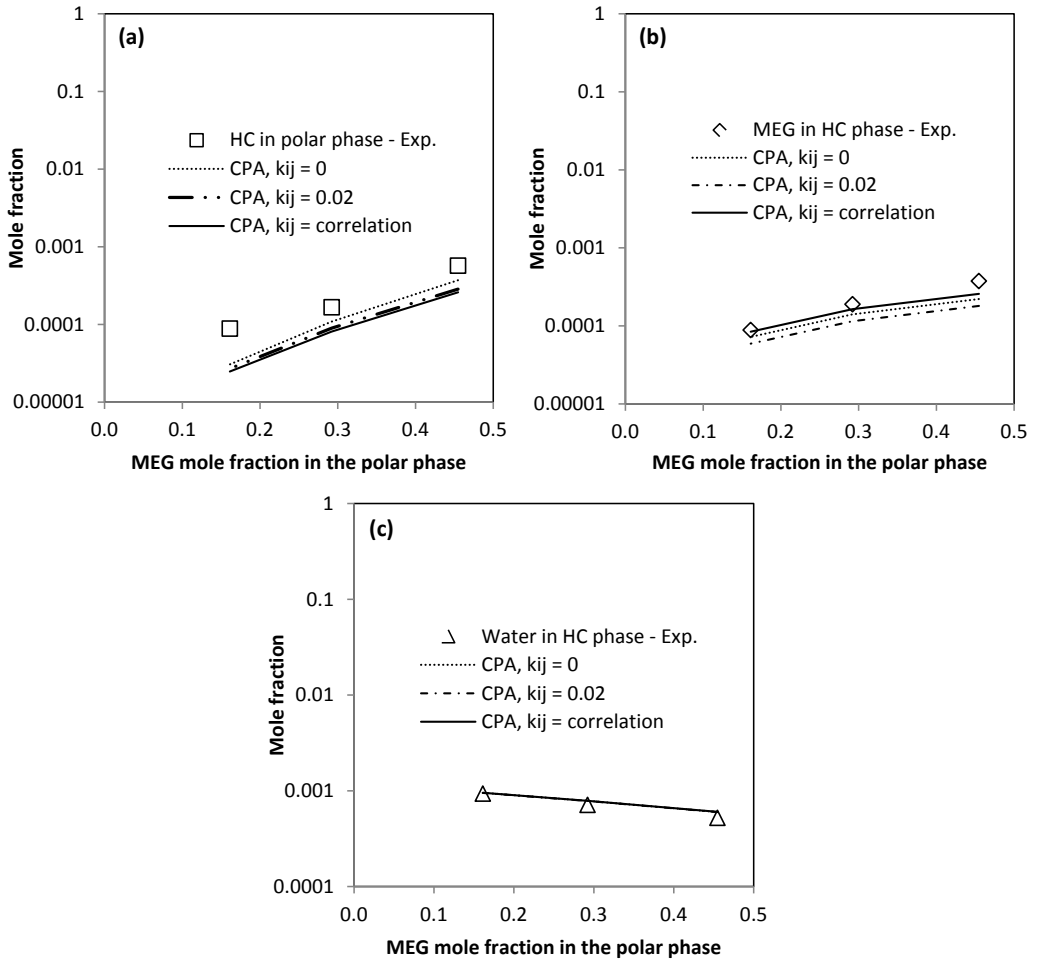 (a)
1
0.1
0.01
0.001
0.0001
0.00001
Mole fraction
HC in polar phase - Exp.
CPA, kij = 0
CPA, kij = 0.02
CPA, kij = correlation
0.0 0.1 0.2 0.3 0.4 0.5
MEG mole fraction in the polar phase
(b)
1
0.1
0.01
0.001
0.0001
0.00001
Mole fraction
MEG in HC phase - Exp.
CPA, kij = 0
CPA, kij = 0.02
CPA, kij = correlation
0.0 0.1 0.2 0.3 0.4 0.5
MEG mole fraction in the polar phase
(c)
1
0.1
0.01
0.001
0.0001
Mole fraction
Water in HC phase - Exp.
CPA, kij = 0
CPA, kij = 0.02
CPA, kij = correlation
0.0 0.1 0.2 0.3 0.4 0.5
MEG mole fraction in the polar phase